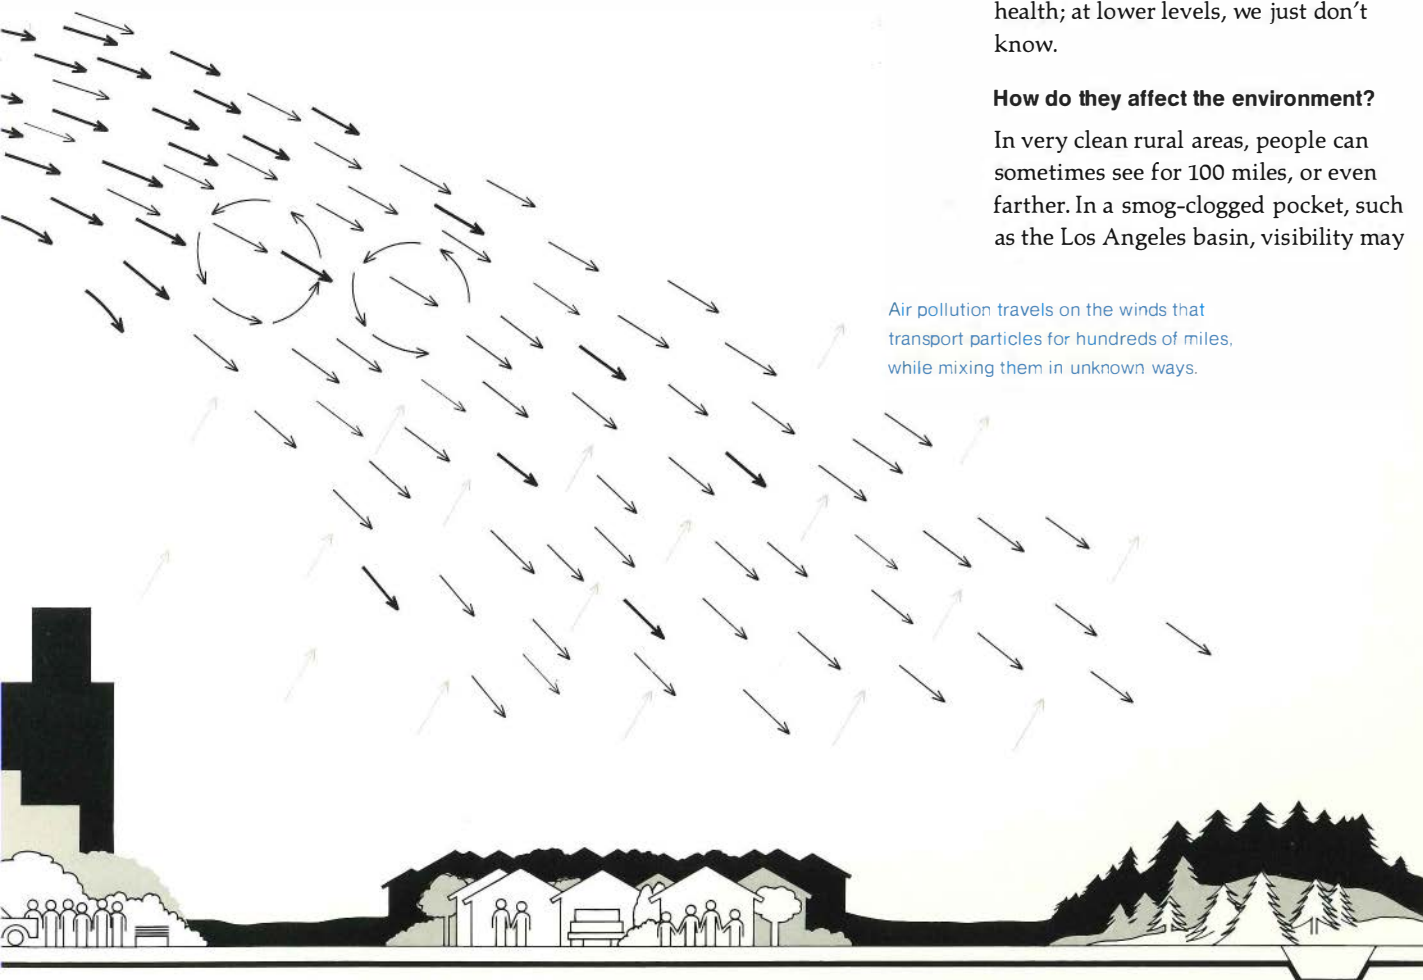 health; at lower levels, we just don't
know.
How do they affect the environment?
In very clean rural areas, people can
sometimes see for 100 miles, or even
farther. In a smog-clogged pocket, such
as the Los Angeles basin, visibility may
Air pollution travels on the winds that
transport particles for hundreds of miles,
while mixing them in unknown ways.